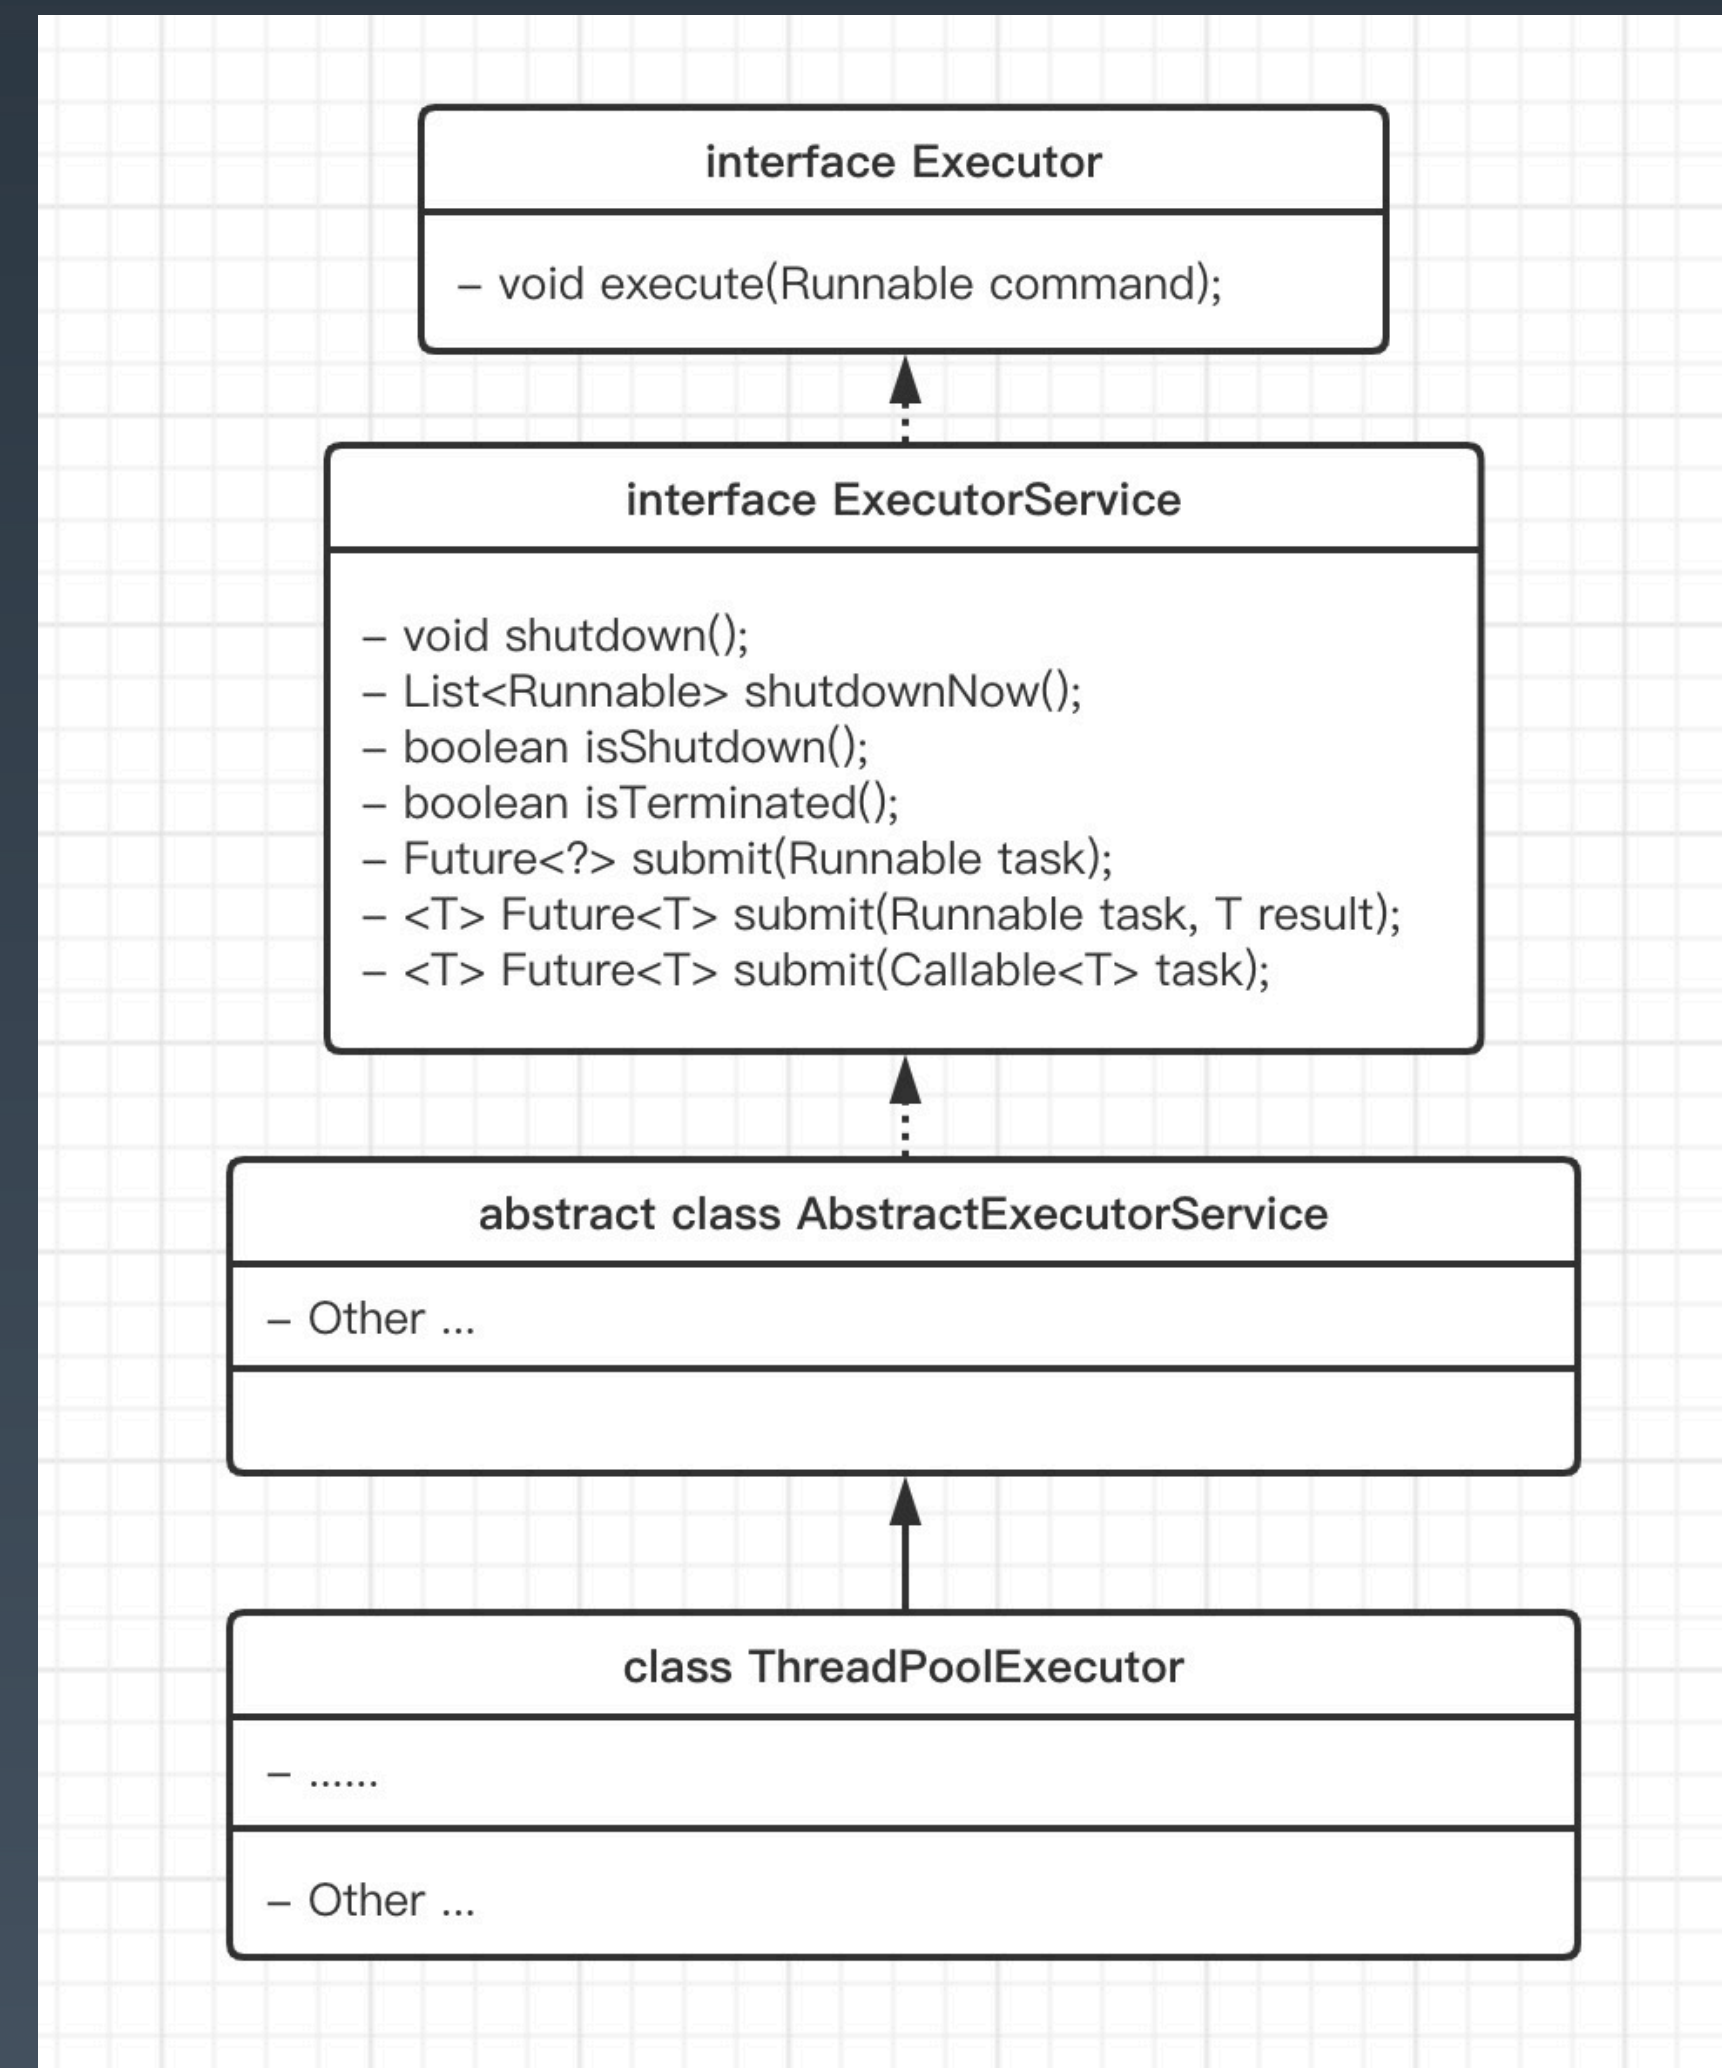 interface Executor
– void execute(Runnable command);
interface ExecutorService
– void shutdown();
– List<Runnable> shutdownNow();
– boolean isShutdown();
– boolean isTerminated();
– Future<?> submit(Runnable task);
– <T> Future<T> submit(Runnable task, T result);
– <T> Future<T> submit(Callable<T> task);
abstract class AbstractExecutorService
– Other ...
class ThreadPoolExecutor
– ......
– Other ...